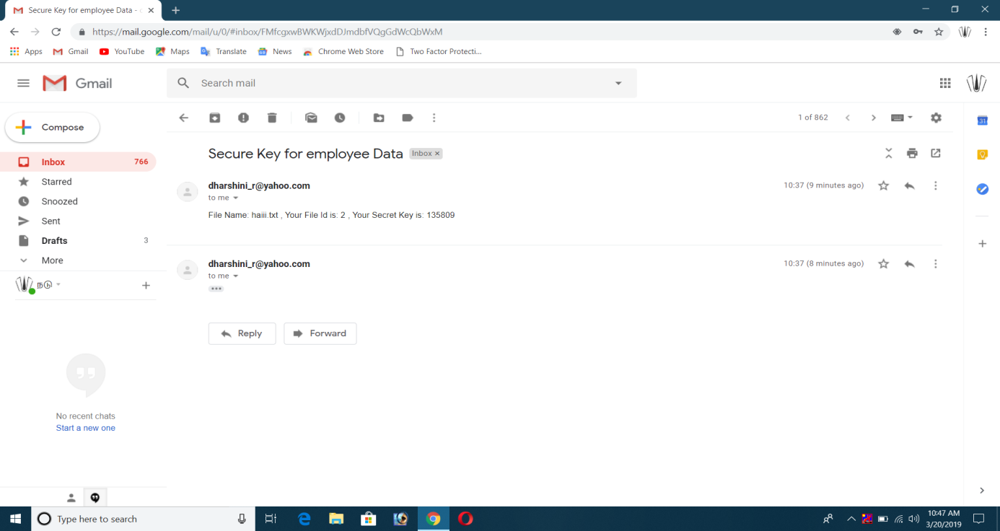 Secure Key for employee Data -
https://mail.google.com/mail/u/0/#inbox/FMfcgxwBWKWjxdDJmdbfVQgGdWcQbWxM
Apps Gmail YouTube Maps Translate News Chrome Web Store Two Factor Protecti...
Gmail
Search mail
Compose
1 of 862
31
Inbox 766
Starred
Snoozed
Sent
Drafts 3
More
நடு
No recent chats
Start a new one
Secure Key for employee Data Inbox
dharshini_r@yahoo.com 10:37 (9 minutes ago)
to me
File Name: haiii.txt , Your File Id is: 2 , Your Secret Key is: 135809
dharshini_r@yahoo.com 10:37 (8 minutes ago)
to me
Reply Forward
Type here to search
10:47 AM
3/20/2019